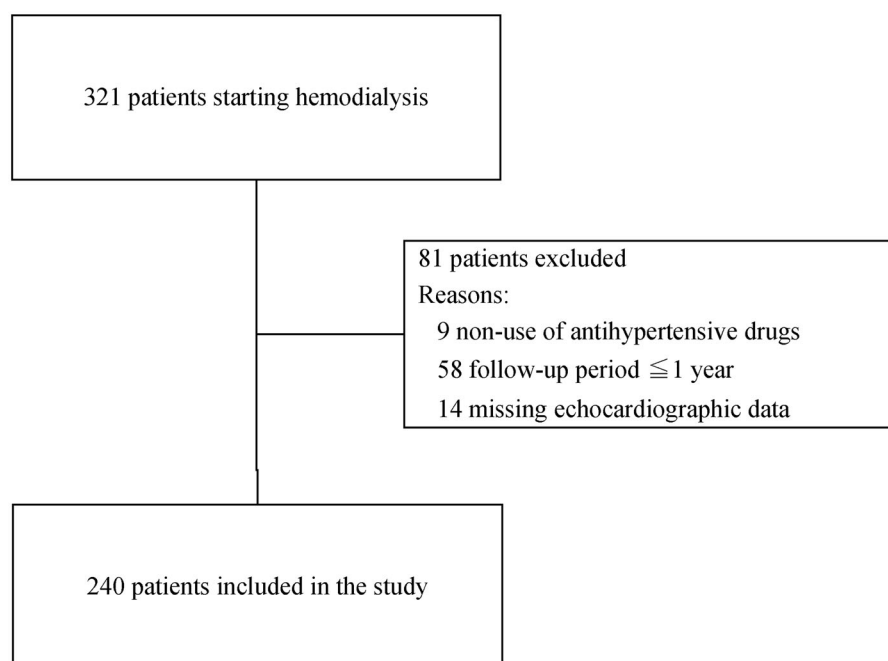 321 patients starting hemodialysis
81 patients excluded
Reasons:
9 non-use of antihypertensive drugs
58 follow-up period ≦1 year
14 missing echocardiographic data
240 patients included in the study